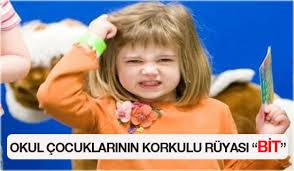 OKUL ÇOCUKLARININ KORKULU RÜYASI “BİT”